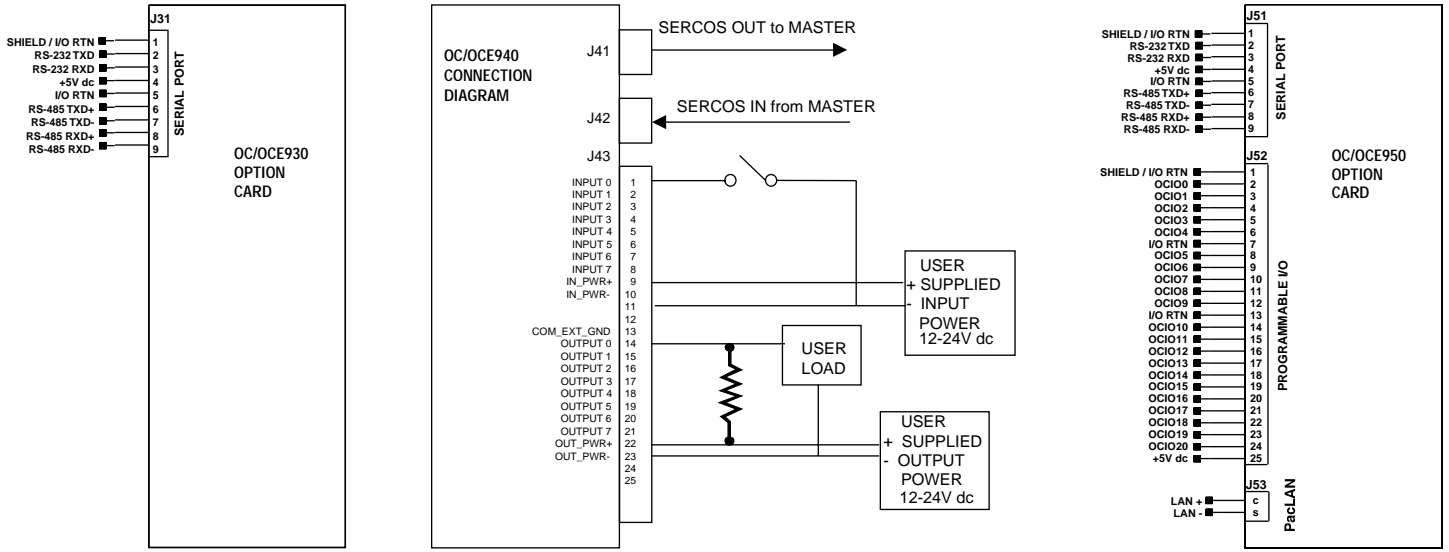 J31
SHIELD / I/O RTN 1
RS-232 TXD 2
RS-232 RXD 3
+5V dc 4
I/O RTN 5
RS-485 TXD+ 6
RS-485 TXD- 7
RS-485 RXD+ 8
RS-485 RXD- 9
SERIAL PORT
OC/OCE930
OPTION
CARD
OC/OCE940
CONNECTION
DIAGRAM
J41
SERCOS OUT to MASTER
J42
SERCOS IN from MASTER
J43
INPUT 0 1
INPUT 1 2
INPUT 2 3
INPUT 3 4
INPUT 4 5
INPUT 5 6
INPUT 6 7
INPUT 7 8
IN_PWR+ 9
IN_PWR- 10
11
12
COM_EXT_GND 13
OUTPUT 0 14
OUTPUT 1 15
OUTPUT 2 16
OUTPUT 3 17
OUTPUT 4 18
OUTPUT 5 19
OUTPUT 6 20
OUTPUT 7 21
OUT_PWR+ 22
OUT_PWR- 23
24
25
USER
+ SUPPLIED
- INPUT
POWER
12-24V dc
USER
LOAD
USER
+ SUPPLIED
- OUTPUT
POWER
12-24V dc
J51
SHIELD / I/O RTN 1
RS-232 TXD 2
RS-232 RXD 3
+5V dc 4
I/O RTN 5
RS-485 TXD+ 6
RS-485 TXD- 7
RS-485 RXD+ 8
RS-485 RXD- 9
SERIAL PORT
J52
SHIELD / I/O RTN 1
OCIO0 2
OCIO1 3
OCIO2 4
OCIO3 5
OCIO4 6
I/O RTN 7
OCIO5 8
OCIO6 9
OCIO7 10
OCIO8 11
OCIO9 12
I/O RTN 13
OCIO10 14
OCIO11 15
OCIO12 16
OCIO13 17
OCIO14 18
OCIO15 19
OCIO16 20
OCIO17 21
OCIO18 22
OCIO19 23
OCIO20 24
+5V dc 25
PROGRAMMABLE I/O
OC/OCE950
OPTION
CARD
J53
LAN + c
LAN - s
PacLAN